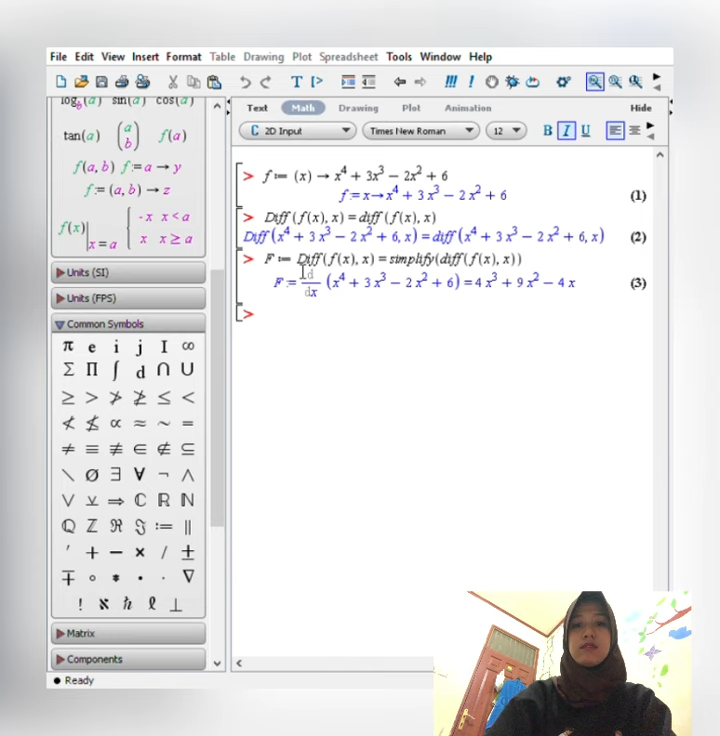 File Edit View Insert Format Table Drawing Plot Spreadsheet Tools Window Help
Text Math Drawing Plot Animation Hide
C 2D Input Times New Roman 12 B I U
log_b(a) sin(a) cos(a)
tan(a) (a b) f(a)
f(a, b) f:=a → y
f:=(a, b) → z
f(x)|x=a { -x x<a
x x≥a
Units (SI)
Units (FPS)
Common Symbols
π e i j I ∞
Σ Π ∫ d ∩ ∪
≥ > ≯ ≱ ≤ <
≮ ≰ ∝ ≈ ~ =
≠ ≡ ≢ ∈ ∉ ⊆
\ Ø ∃ ∀ ¬ ∧
∨ ⊻ ⇒ ℂ ℝ ℕ
ℚ ℤ ℜ ℑ := ∥
′ + − × / ±
∓ ∘ * • · ∇
! ℵ ħ ℓ ⊥
Matrix
Components
Ready
> f:= (x) → x^4 + 3x^3 − 2x^2 + 6
f:= x→x^4 + 3 x^3 − 2 x^2 + 6 (1)
> Diff(f(x), x) = diff(f(x), x)
Diff(x^4 + 3 x^3 − 2 x^2 + 6, x) = diff(x^4 + 3 x^3 − 2 x^2 + 6, x) (2)
> F := Diff(f(x), x) = simplify(diff(f(x), x))
F := d/dx (x^4 + 3 x^3 − 2 x^2 + 6) = 4 x^3 + 9 x^2 − 4 x (3)
>